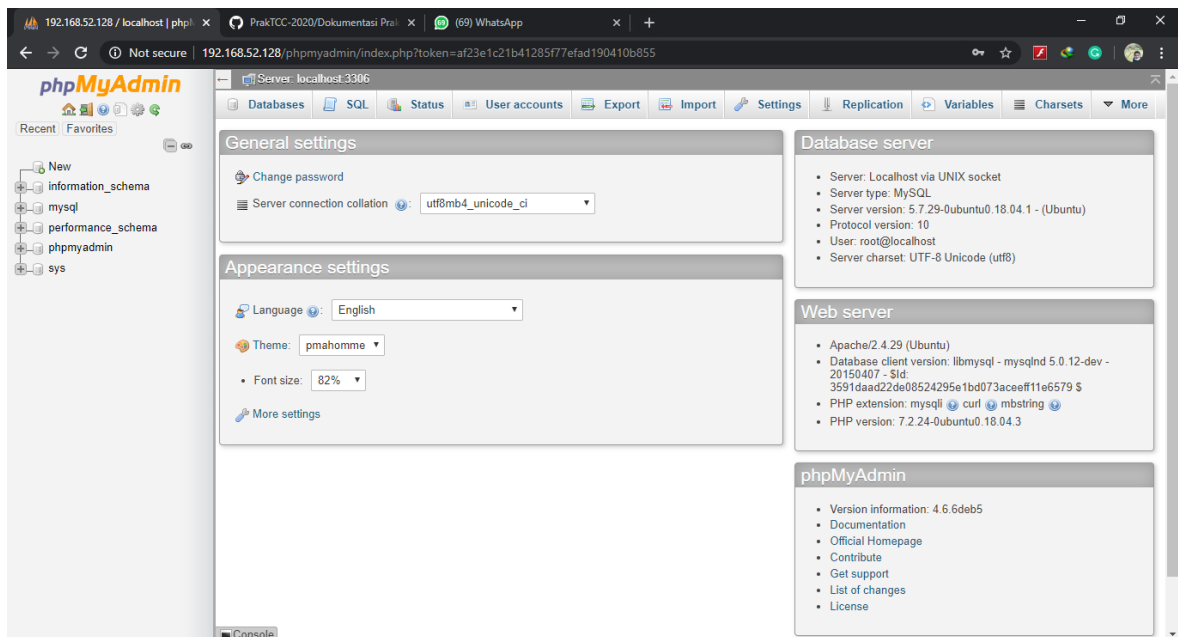 192.168.52.128 / localhost | phpM
PrakTCC-2020/Dokumentasi Prak
(69) WhatsApp
Not secure | 192.168.52.128/phpmyadmin/index.php?token=af23e1c21b41285f77efad190410b855
phpMyAdmin
Recent Favorites
New
information_schema
mysql
performance_schema
phpmyadmin
sys
Server: localhost:3306
Databases SQL Status User accounts Export Import Settings Replication Variables Charsets More
General settings
Change password
Server connection collation : utf8mb4_unicode_ci
Appearance settings
Language : English
Theme: pmahomme
• Font size: 82%
More settings
Database server
• Server: Localhost via UNIX socket
• Server type: MySQL
• Server version: 5.7.29-0ubuntu0.18.04.1 - (Ubuntu)
• Protocol version: 10
• User: root@localhost
• Server charset: UTF-8 Unicode (utf8)
Web server
• Apache/2.4.29 (Ubuntu)
• Database client version: libmysql - mysqlnd 5.0.12-dev -
20150407 - $Id:
3591daad22de08524295e1bd073aceeff11e6579 $
• PHP extension: mysqli curl mbstring
• PHP version: 7.2.24-0ubuntu0.18.04.3
phpMyAdmin
• Version information: 4.6.6deb5
• Documentation
• Official Homepage
• Contribute
• Get support
• List of changes
• License
Console